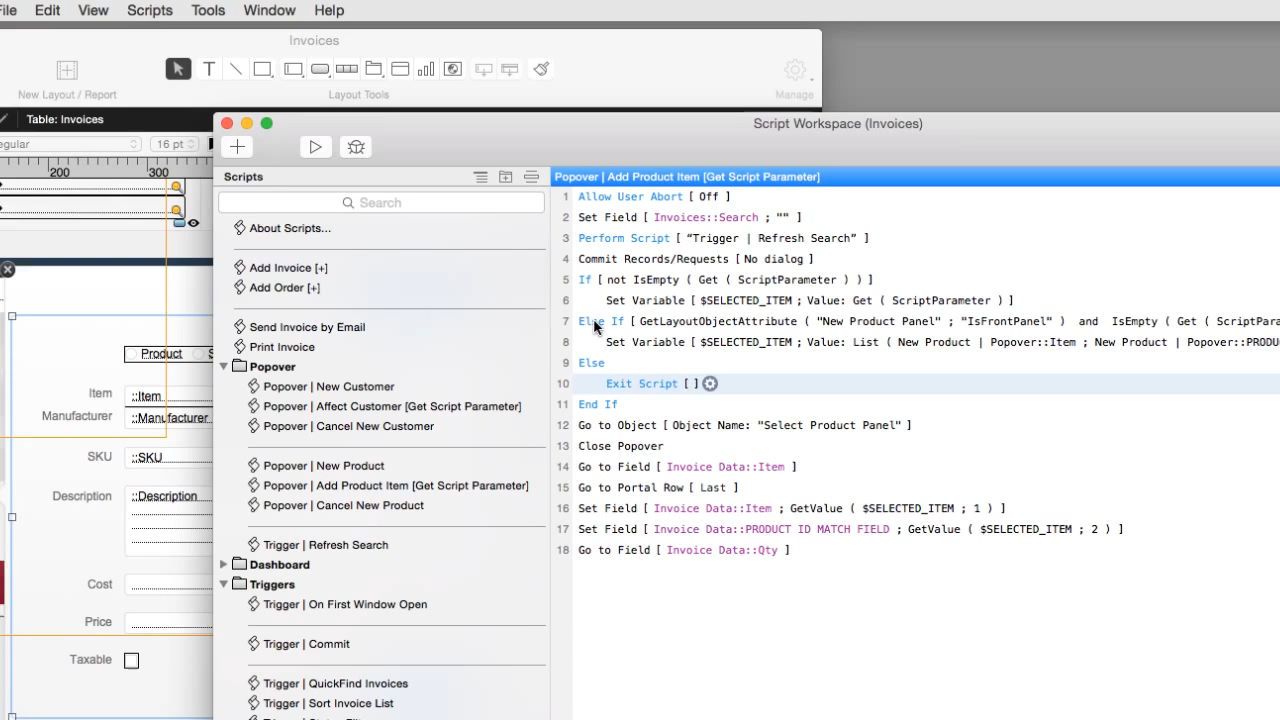 File Edit View Scripts Tools Window Help
Invoices
New Layout / Report
Layout Tools
Manage
Table: Invoices
egular
16 pt
200
300
Product
Item
::Item
Manufacturer
::Manufacturer
SKU
::SKU
Description
::Description
Cost
Price
Taxable
Script Workspace (Invoices)
Scripts
Search
About Scripts...
Add Invoice [+]
Add Order [+]
Send Invoice by Email
Print Invoice
Popover
Popover | New Customer
Popover | Affect Customer [Get Script Parameter]
Popover | Cancel New Customer
Popover | New Product
Popover | Add Product Item [Get Script Parameter]
Popover | Cancel New Product
Trigger | Refresh Search
Dashboard
Triggers
Trigger | On First Window Open
Trigger | Commit
Trigger | QuickFind Invoices
Trigger | Sort Invoice List
Popover | Add Product Item [Get Script Parameter]
1 Allow User Abort [ Off ]
2 Set Field [ Invoices::Search ; "" ]
3 Perform Script [ “Trigger | Refresh Search” ]
4 Commit Records/Requests [ No dialog ]
5 If [ not IsEmpty ( Get ( ScriptParameter ) ) ]
6 Set Variable [ $SELECTED_ITEM ; Value: Get ( ScriptParameter ) ]
7 Else If [ GetLayoutObjectAttribute ( "New Product Panel" ; "IsFrontPanel" ) and IsEmpty ( Get ( ScriptPara
8 Set Variable [ $SELECTED_ITEM ; Value: List ( New Product | Popover::Item ; New Product | Popover::PRODU
9 Else
10 Exit Script [ ]
11 End If
12 Go to Object [ Object Name: "Select Product Panel" ]
13 Close Popover
14 Go to Field [ Invoice Data::Item ]
15 Go to Portal Row [ Last ]
16 Set Field [ Invoice Data::Item ; GetValue ( $SELECTED_ITEM ; 1 ) ]
17 Set Field [ Invoice Data::PRODUCT ID MATCH FIELD ; GetValue ( $SELECTED_ITEM ; 2 ) ]
18 Go to Field [ Invoice Data::Qty ]